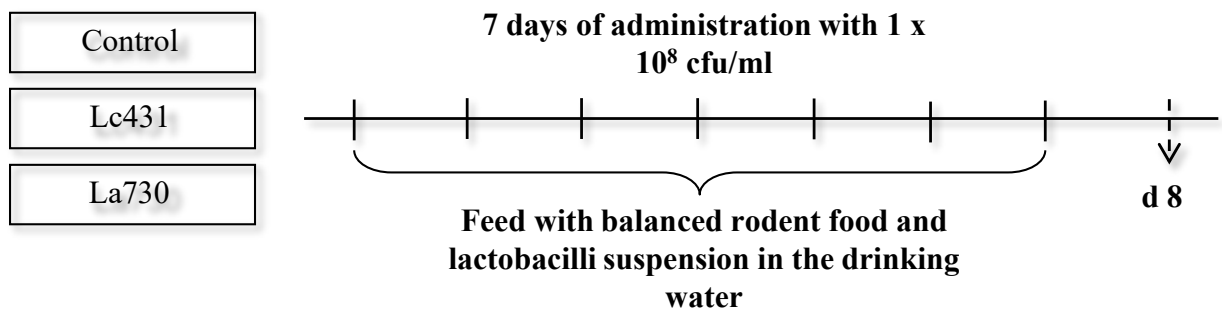 Control
Lc431
La730
7 days of administration with 1 x
10⁸ cfu/ml
d 8
Feed with balanced rodent food and
lactobacilli suspension in the drinking
water